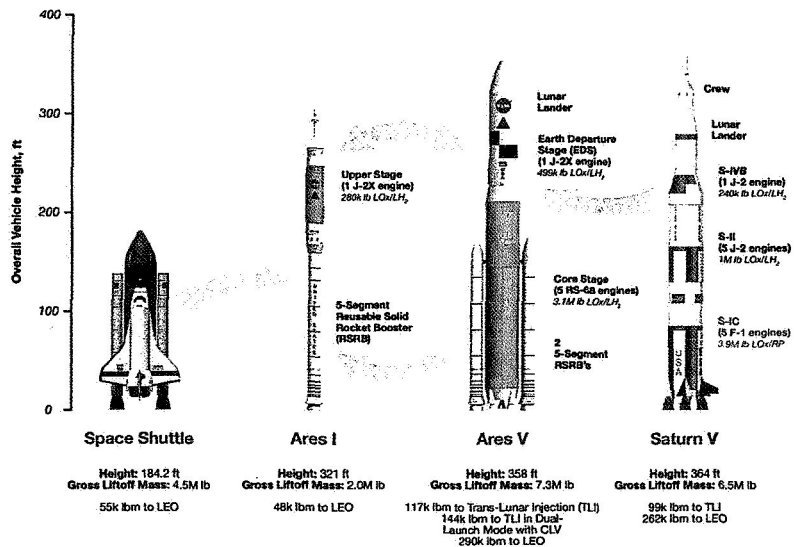 Overall Vehicle Height, ft
400
300
200
100
0
Upper Stage
(1 J-2X engine)
280k lb LOx/LH₂
5-Segment
Reusable Solid
Rocket Booster
(RSRB)
Lunar
Lander
Earth Departure
Stage (EDS)
(1 J-2X engine)
499k lb LOx/LH₂
Core Stage
(5 RS-68 engines)
3.1M lb LOx/LH₂
2
5-Segment
RSRB's
Crew
Lunar
Lander
S-IVB
(1 J-2 engine)
240k lb LOx/LH₂
S-II
(5 J-2 engines)
1M lb LOx/LH₂
S-IC
(5 F-1 engines)
3.9M lb LOx/RP
USA
Space Shuttle
Height: 184.2 ft
Gross Liftoff Mass: 4.5M lb
55k lbm to LEO
Ares I
Height: 321 ft
Gross Liftoff Mass: 2.0M lb
48k lbm to LEO
Ares V
Height: 358 ft
Gross Liftoff Mass: 7.3M lb
117k lbm to Trans-Lunar Injection (TLI)
144k lbm to TLI in Dual-
Launch Mode with CLV
290k lbm to LEO
Saturn V
Height: 364 ft
Gross Liftoff Mass: 6.5M lb
99k lbm to TLI
262k lbm to LEO